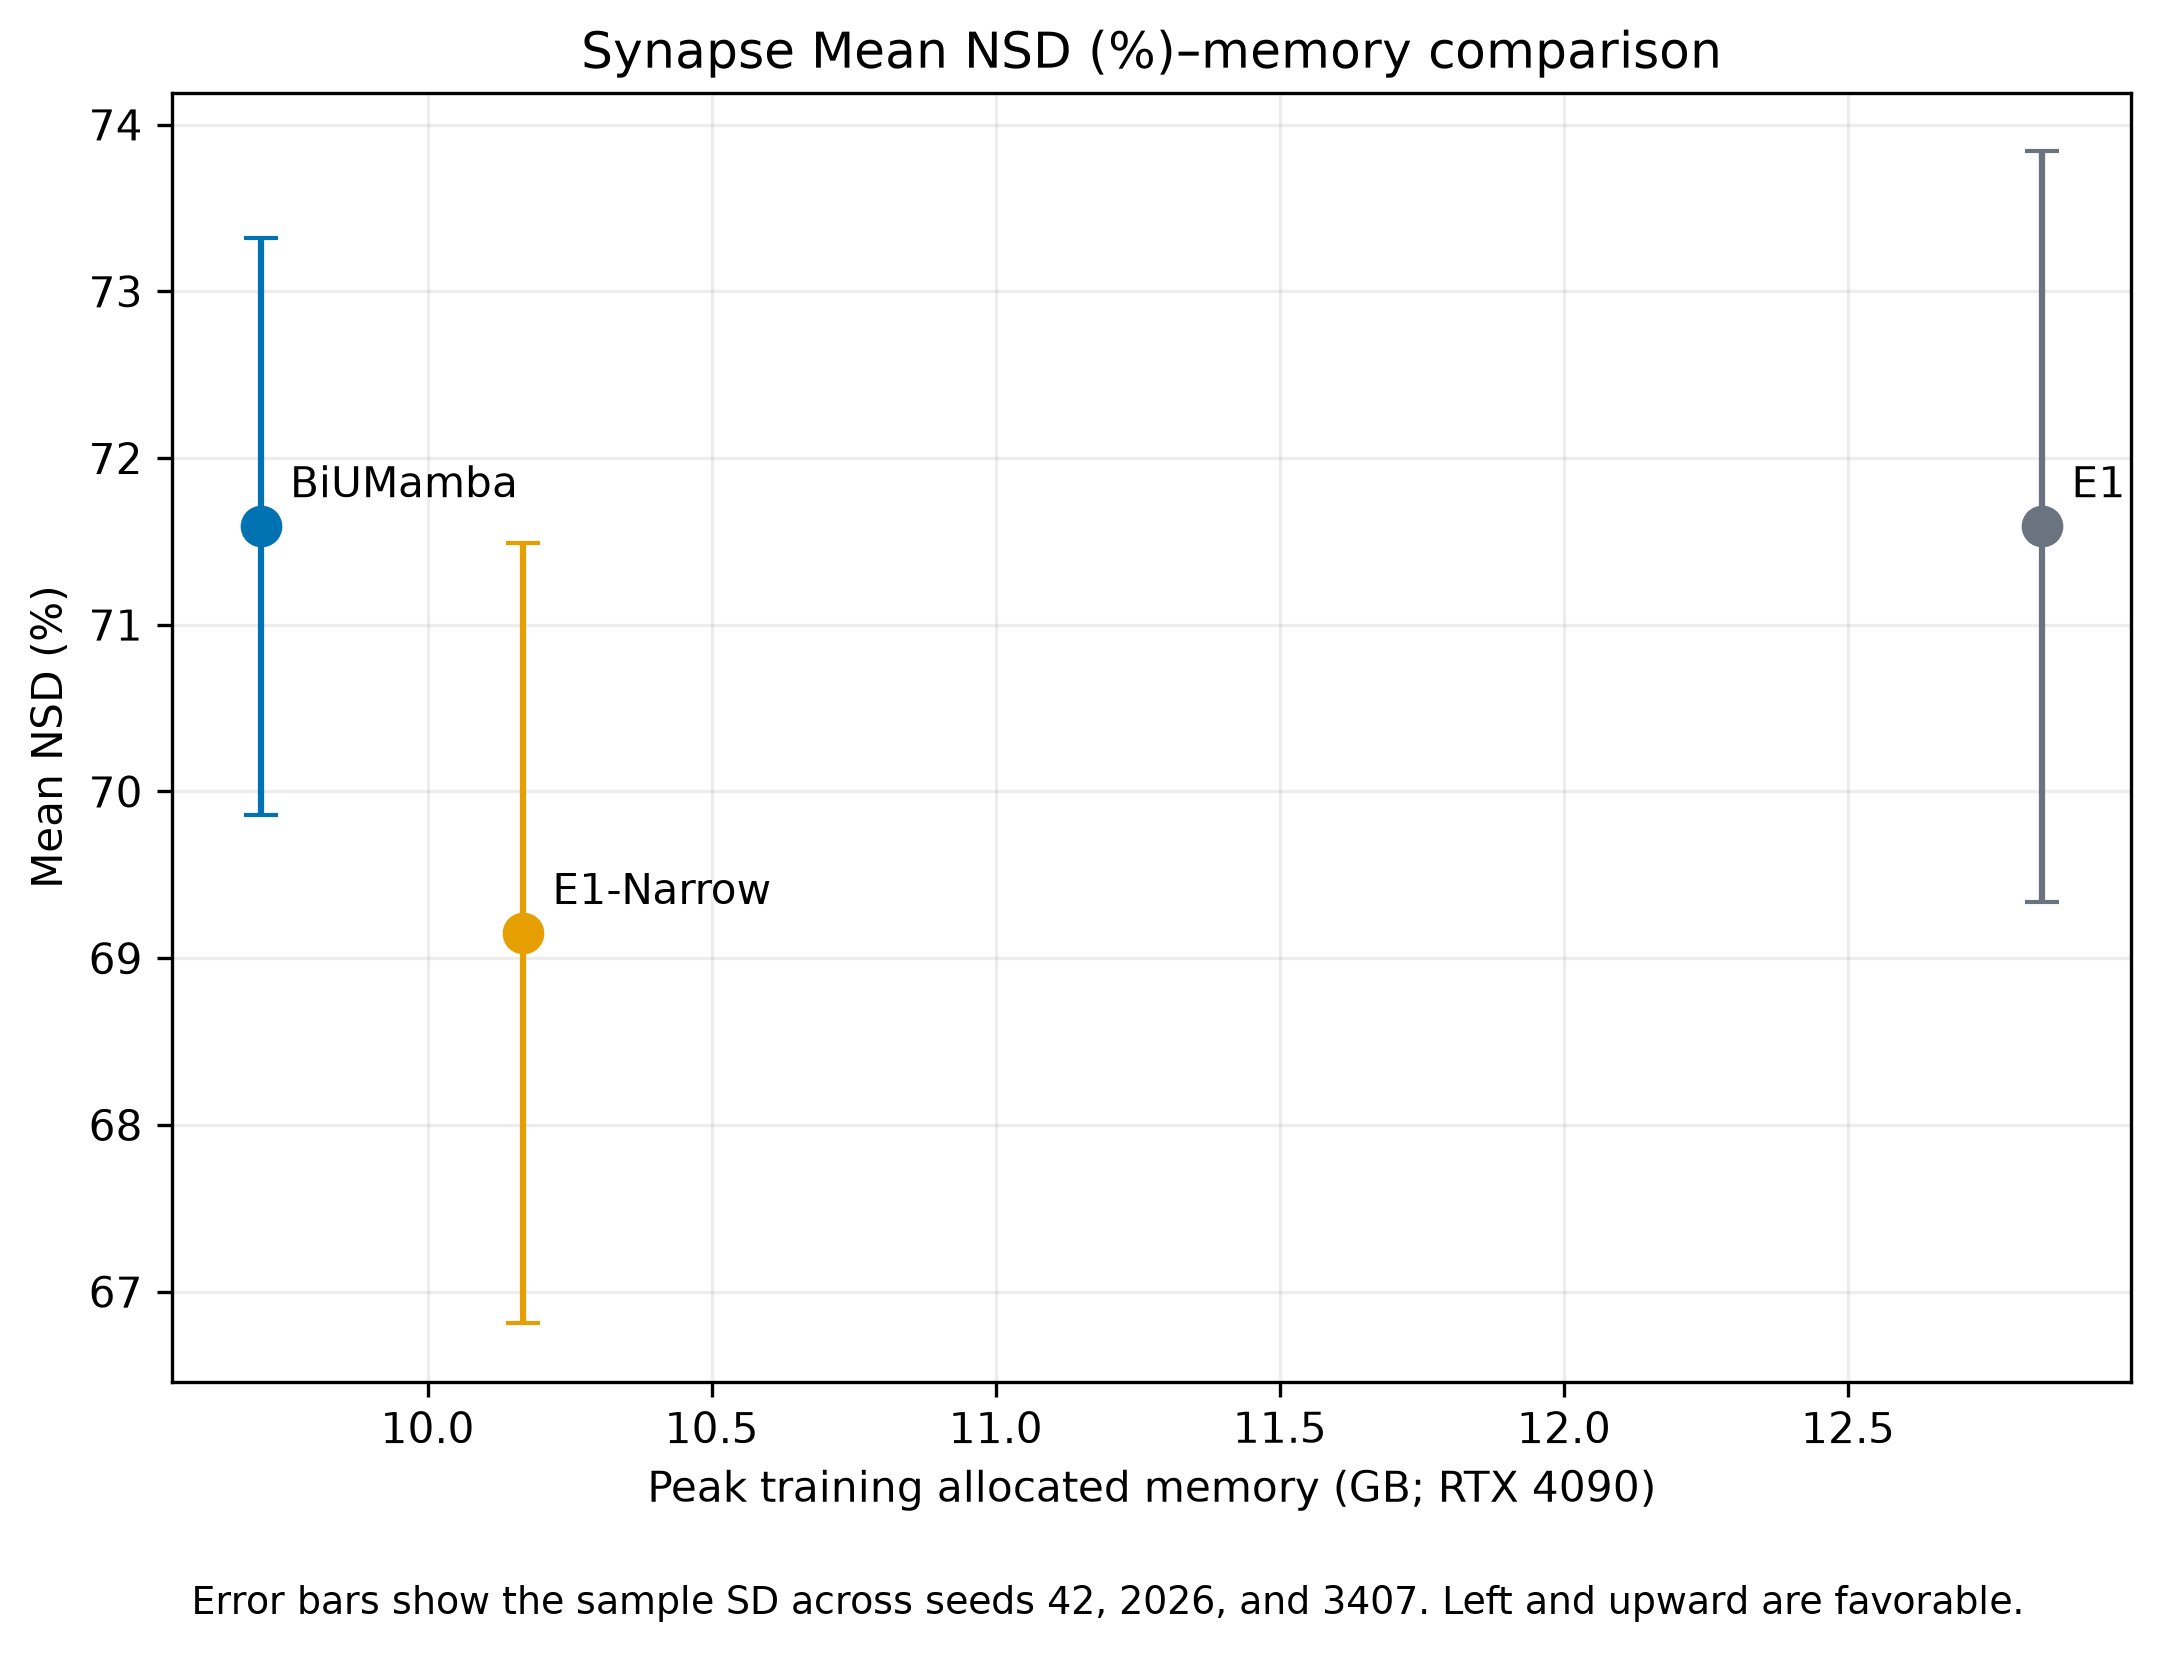 Synapse Mean NSD (%)–memory comparison
74
73
72
71
70
69
68
67
Mean NSD (%)
BiUMamba
E1
E1-Narrow
10.0 10.5 11.0 11.5 12.0 12.5
Peak training allocated memory (GB; RTX 4090)
Error bars show the sample SD across seeds 42, 2026, and 3407. Left and upward are favorable.